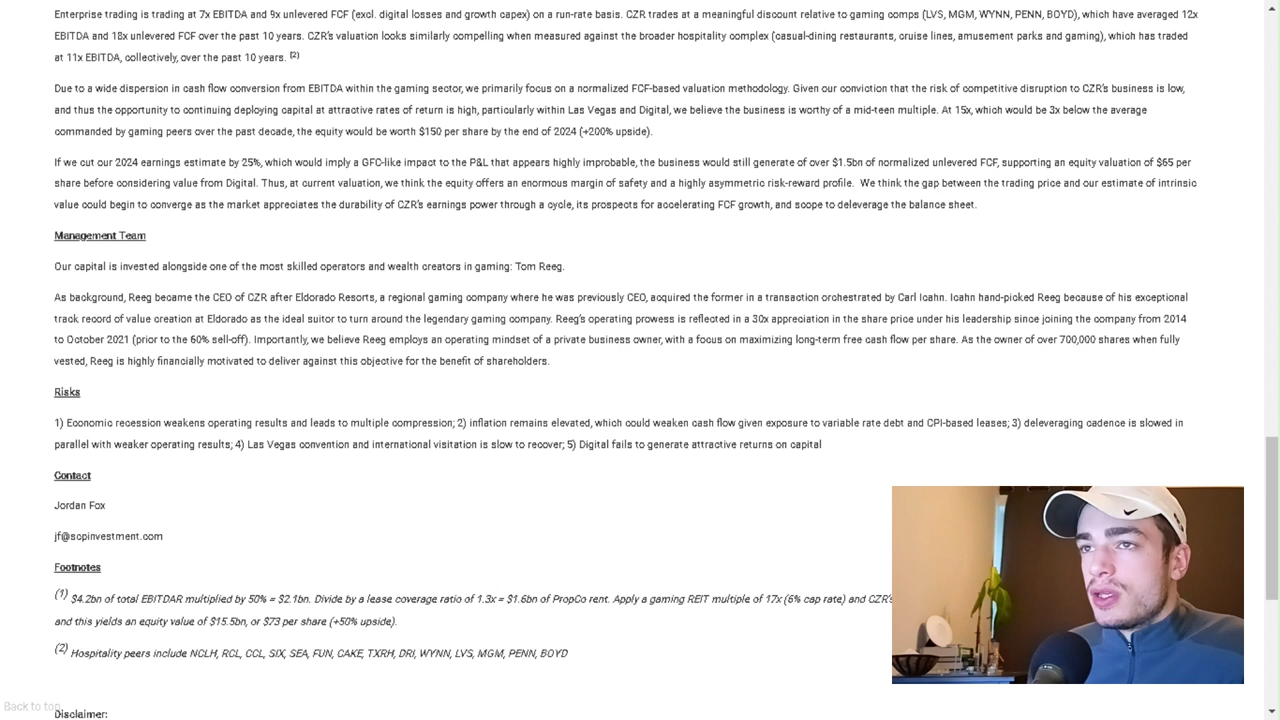 Enterprise trading is trading at 7x EBITDA and 9x unlevered FCF (excl. digital losses and growth capex) on a run-rate basis. CZR trades at a meaningful discount relative to gaming comps (LVS, MGM, WYNN, PENN, BOYD), which have averaged 12x
EBITDA and 18x unlevered FCF over the past 10 years. CZR's valuation looks similarly compelling when measured against the broader hospitality complex (casual-dining restaurants, cruise lines, amusement parks and gaming), which has traded
at 11x EBITDA, collectively, over the past 10 years. (2)
Due to a wide dispersion in cash flow conversion from EBITDA within the gaming sector, we primarily focus on a normalized FCF-based valuation methodology. Given our conviction that the risk of competitive disruption to CZR's business is low,
and thus the opportunity to continuing deploying capital at attractive rates of return is high, particularly within Las Vegas and Digital, we believe the business is worthy of a mid-teen multiple. At 15x, which would be 3x below the average
commanded by gaming peers over the past decade, the equity would be worth $150 per share by the end of 2024 (+200% upside).
If we cut our 2024 earnings estimate by 25%, which would imply a GFC-like impact to the P&L that appears highly improbable, the business would still generate of over $1.5bn of normalized unlevered FCF, supporting an equity valuation of $65 per
share before considering value from Digital. Thus, at current valuation, we think the equity offers an enormous margin of safety and a highly asymmetric risk-reward profile. We think the gap between the trading price and our estimate of intrinsic
value could begin to converge as the market appreciates the durability of CZR's earnings power through a cycle, its prospects for accelerating FCF growth, and scope to deleverage the balance sheet.
Management Team
Our capital is invested alongside one of the most skilled operators and wealth creators in gaming: Tom Reeg.
As background, Reeg became the CEO of CZR after Eldorado Resorts, a regional gaming company where he was previously CEO, acquired the former in a transaction orchestrated by Carl Icahn. Icahn hand-picked Reeg because of his exceptional
track record of value creation at Eldorado as the ideal suitor to turn around the legendary gaming company. Reeg's operating prowess is reflected in a 30x appreciation in the share price under his leadership since joining the company from 2014
to October 2021 (prior to the 60% sell-off). Importantly, we believe Reeg employs an operating mindset of a private business owner, with a focus on maximizing long-term free cash flow per share. As the owner of over 700,000 shares when fully
vested, Reeg is highly financially motivated to deliver against this objective for the benefit of shareholders.
Risks
1) Economic recession weakens operating results and leads to multiple compression; 2) inflation remains elevated, which could weaken cash flow given exposure to variable rate debt and CPI-based leases; 3) deleveraging cadence is slowed in
parallel with weaker operating results; 4) Las Vegas convention and international visitation is slow to recover; 5) Digital fails to generate attractive returns on capital
Contact
Jordan Fox
jf@scpinvestment.com
Footnotes
(1) $4.2bn of total EBITDAR multiplied by 50% = $2.1bn. Divide by a lease coverage ratio of 1.3x = $1.6bn of PropCo rent. Apply a gaming REIT multiple of 17x (6% cap rate) and CZR's
and this yields an equity value of $15.5bn, or $73 per share (+50% upside).
(2) Hospitality peers include NCLH, RCL, CCL, SIX, SEA, FUN, CAKE, TXRH, DRI, WYNN, LVS, MGM, PENN, BOYD
Back to top
Disclaimer: